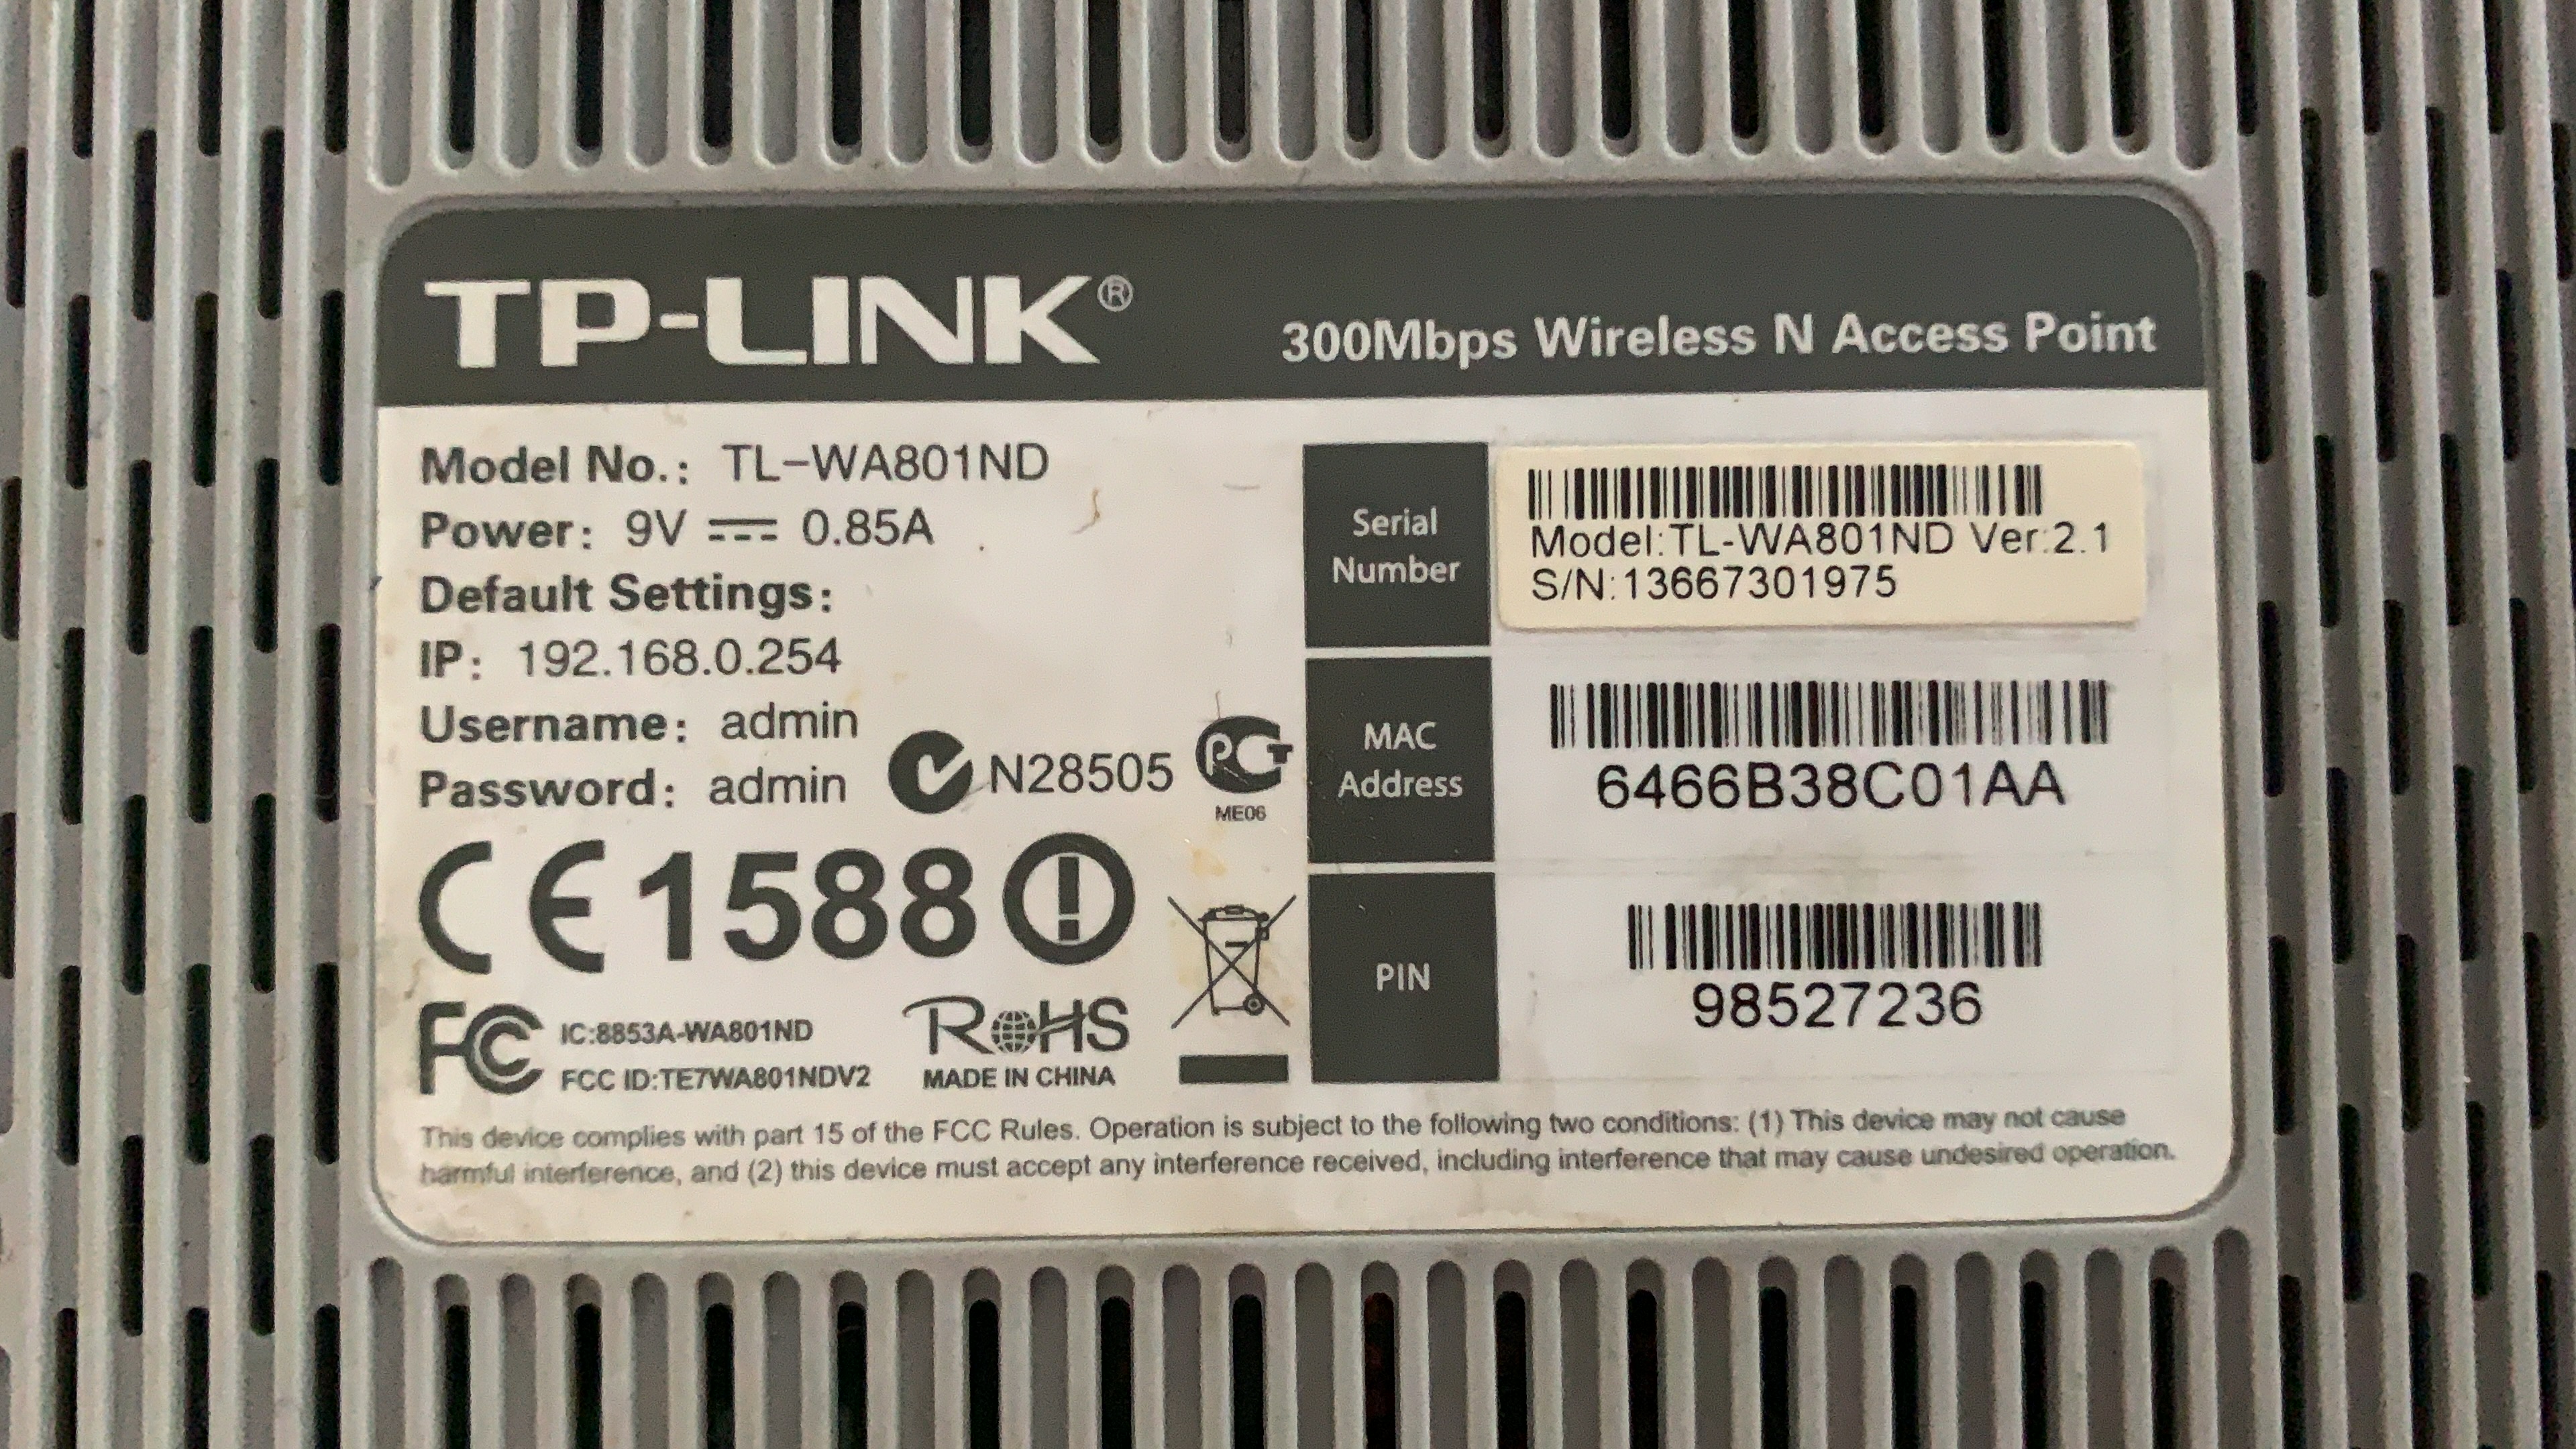 TP-LINK® 300Mbps Wireless N Access Point
Model No.: TL-WA801ND
Power: 9V 0.85A
Default Settings:
IP: 192.168.0.254
Username: admin
Password: admin
N28505
ME06
CE1588
FC
IC:8853A-WA801ND
FCC ID:TE7WA801NDV2
RoHS
MADE IN CHINA
Serial
Number
Model:TL-WA801ND Ver:2.1
S/N:13667301975
MAC
Address
6466B38C01AA
PIN
98527236
This device complies with part 15 of the FCC Rules. Operation is subject to the following two conditions: (1) This device may not cause
harmful interference, and (2) this device must accept any interference received, including interference that may cause undesired operation.